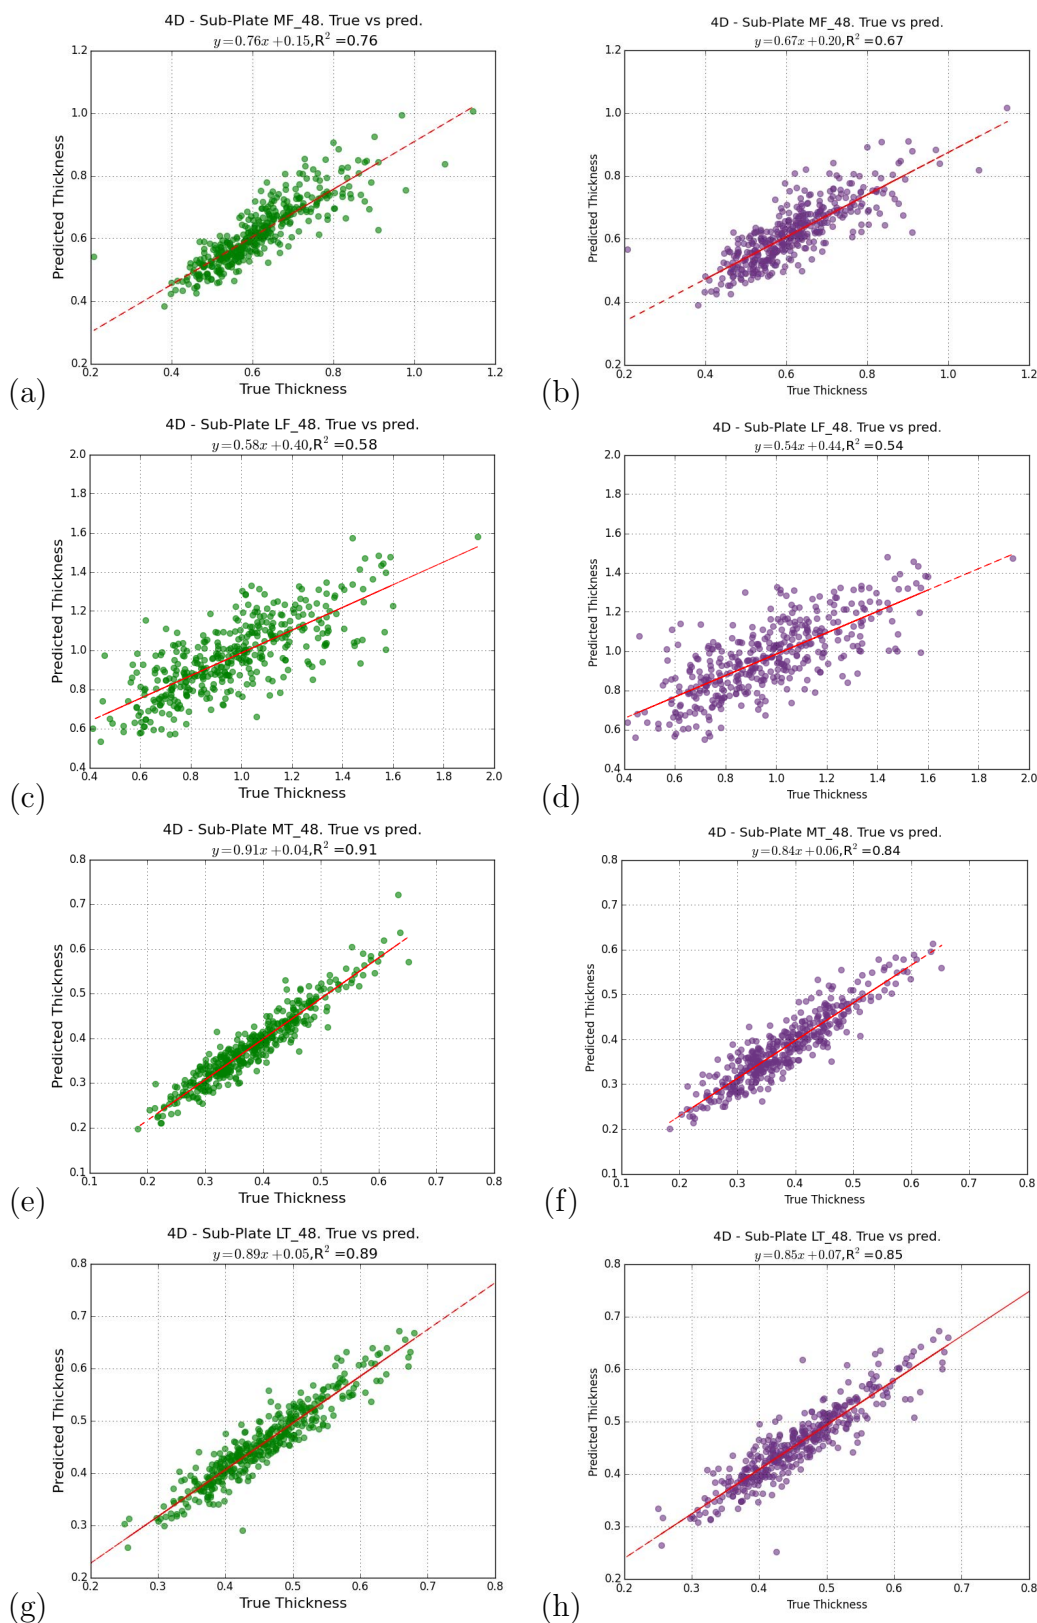 4D - Sub-Plate MF_48. True vs pred.
y=0.76x+0.15,R² =0.76
1.2
1.0
0.8
0.6
0.4
0.2
Predicted Thickness
0.2 0.4 0.6 0.8 1.0 1.2
True Thickness
(a)
4D - Sub-Plate MF_48. True vs pred.
y=0.67x+0.20,R² =0.67
1.2
1.0
0.8
0.6
0.4
0.2
Predicted Thickness
0.2 0.4 0.6 0.8 1.0 1.2
True Thickness
(b)
4D - Sub-Plate LF_48. True vs pred.
y=0.58x+0.40,R² =0.58
2.0
1.8
1.6
1.4
1.2
1.0
0.8
0.6
0.4
Predicted Thickness
0.4 0.6 0.8 1.0 1.2 1.4 1.6 1.8 2.0
True Thickness
(c)
4D - Sub-Plate LF_48. True vs pred.
y=0.54x+0.44,R² =0.54
2.0
1.8
1.6
1.4
1.2
1.0
0.8
0.6
0.4
Predicted Thickness
0.4 0.6 0.8 1.0 1.2 1.4 1.6 1.8 2.0
True Thickness
(d)
4D - Sub-Plate MT_48. True vs pred.
y=0.91x+0.04,R² =0.91
0.8
0.7
0.6
0.5
0.4
0.3
0.2
0.1
Predicted Thickness
0.1 0.2 0.3 0.4 0.5 0.6 0.7 0.8
True Thickness
(e)
4D - Sub-Plate MT_48. True vs pred.
y=0.84x+0.06,R² =0.84
0.8
0.7
0.6
0.5
0.4
0.3
0.2
0.1
Predicted Thickness
0.1 0.2 0.3 0.4 0.5 0.6 0.7 0.8
True Thickness
(f)
4D - Sub-Plate LT_48. True vs pred.
y=0.89x+0.05,R² =0.89
0.8
0.7
0.6
0.5
0.4
0.3
0.2
Predicted Thickness
0.2 0.3 0.4 0.5 0.6 0.7 0.8
True Thickness
(g)
4D - Sub-Plate LT_48. True vs pred.
y=0.85x+0.07,R² =0.85
0.8
0.7
0.6
0.5
0.4
0.3
0.2
Predicted Thickness
0.2 0.3 0.4 0.5 0.6 0.7 0.8
True Thickness
(h)